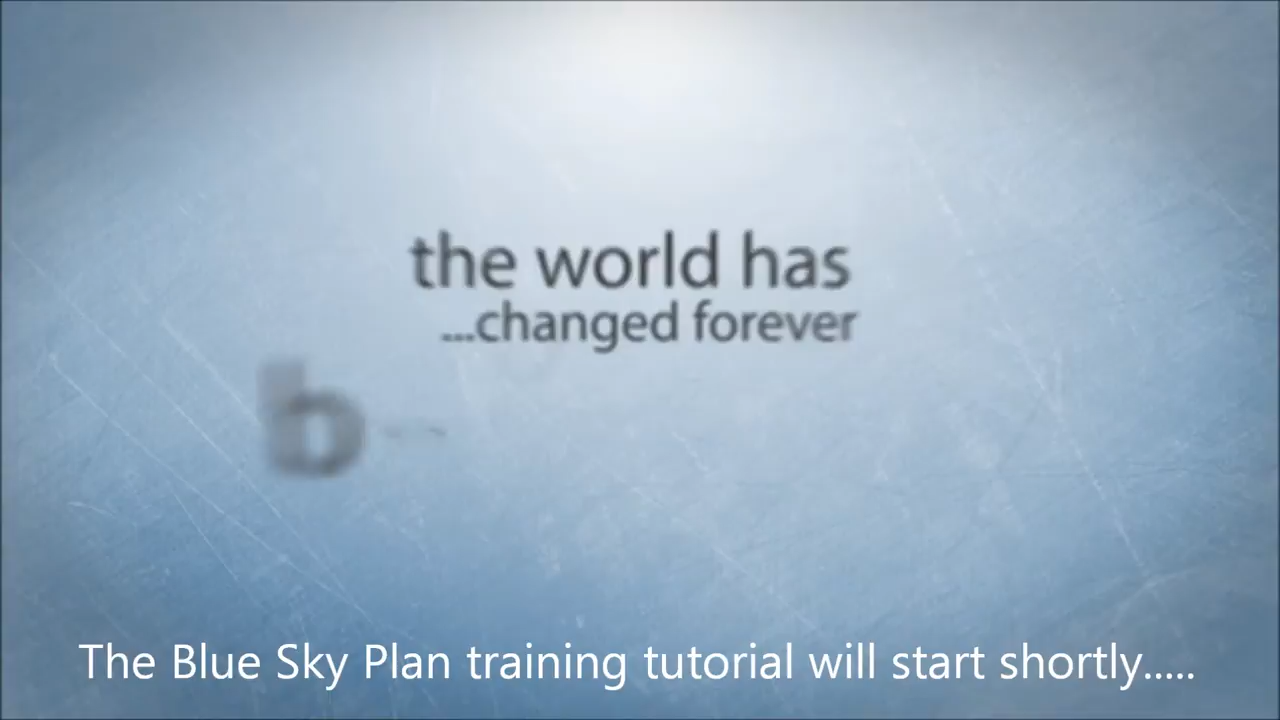 the world has
...changed forever
b
The Blue Sky Plan training tutorial will start shortly.....